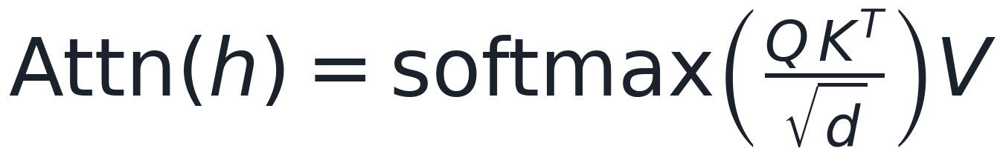 Attn(h) = softmax(QK^T / √d)V